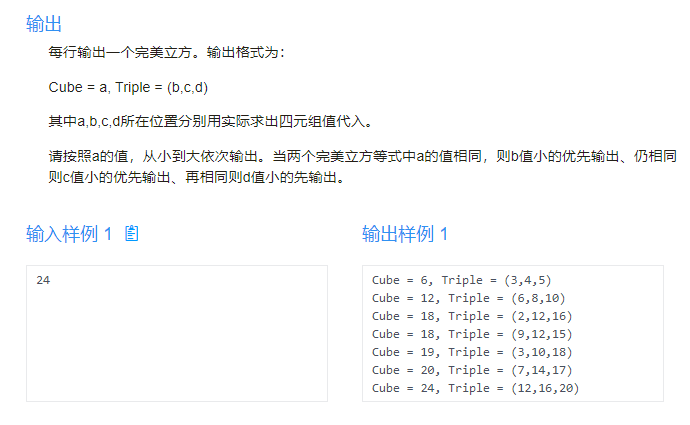 输出
每行输出一个完美立方。输出格式为：
Cube = a, Triple = (b,c,d)
其中a,b,c,d所在位置分别用实际求出四元组值代入。
请按照a的值，从小到大依次输出。当两个完美立方等式中a的值相同，则b值小的优先输出、仍相同
则c值小的优先输出、再相同则d值小的先输出。
输入样例 1
24
输出样例 1
Cube = 6, Triple = (3,4,5)
Cube = 12, Triple = (6,8,10)
Cube = 18, Triple = (2,12,16)
Cube = 18, Triple = (9,12,15)
Cube = 19, Triple = (3,10,18)
Cube = 20, Triple = (7,14,17)
Cube = 24, Triple = (12,16,20)